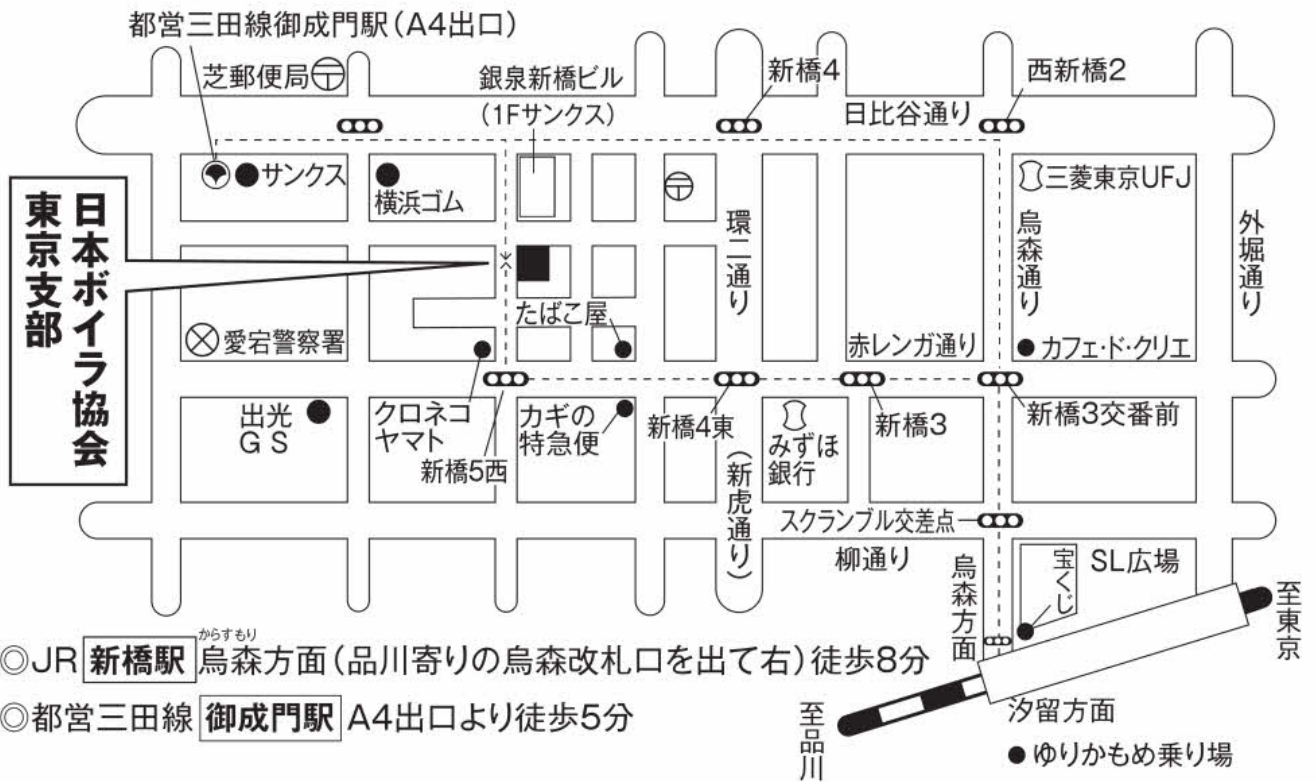 都営三田線御成門駅(A4出口)
芝郵便局
銀泉新橋ビル
(1Fサンクス)
新橋4
西新橋2
日比谷通り
サンクス
横浜ゴム
三菱東京UFJ
日本ボイラ協会
東京支部
環二通り
烏森通り
外堀通り
たばこ屋
愛宕警察署
赤レンガ通り
カフェ・ド・クリエ
出光
GS
クロネコ
ヤマト
カギの
特急便
新橋4東
みずほ
銀行
新橋3
新橋3交番前
新橋5西
(新虎通り)
スクランブル交差点
柳通り
烏森方面
宝くじ
SL広場
至東京
からすもり
◎JR新橋駅 烏森方面(品川寄りの烏森改札口を出て右)徒歩8分
◎都営三田線 御成門駅 A4出口より徒歩5分
至品川
汐留方面
●ゆりかもめ乗り場